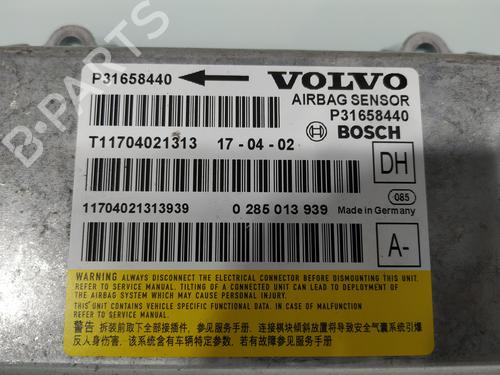 P31658440 VOLVO
AIRBAG SENSOR
P31658440
T11704021313 17-04-02 BOSCH
DH
085
11704021313939 0 285 013 939 Made in Germany
A-
WARNING ALWAYS DISCONNECT THE ELECTRICAL CONNECTOR BEFORE DISMOUNTING THIS UNIT.
REFER TO SERVICE MANUAL. TILTING OF A CONNECTED UNIT CAN LEAD TO DEPLOYMENT OF
THE AIRBAG SYSTEM WHICH MAY CAUSE PERSONAL INJURY.
THIS UNIT CONTAINS VEHICLE SPECIFIC FUNCTIONAL DATA. IN CASE OF MALFUNCTION
REFER TO SERVICE MANUAL.
警告 拆装前取下全部接插件，参见服务手册，连接模块倾斜放置将导致安全气囊系统引爆
反人身伤害，该系统含有车辆特定参数，若有故障参见服务手册
B-PARTS